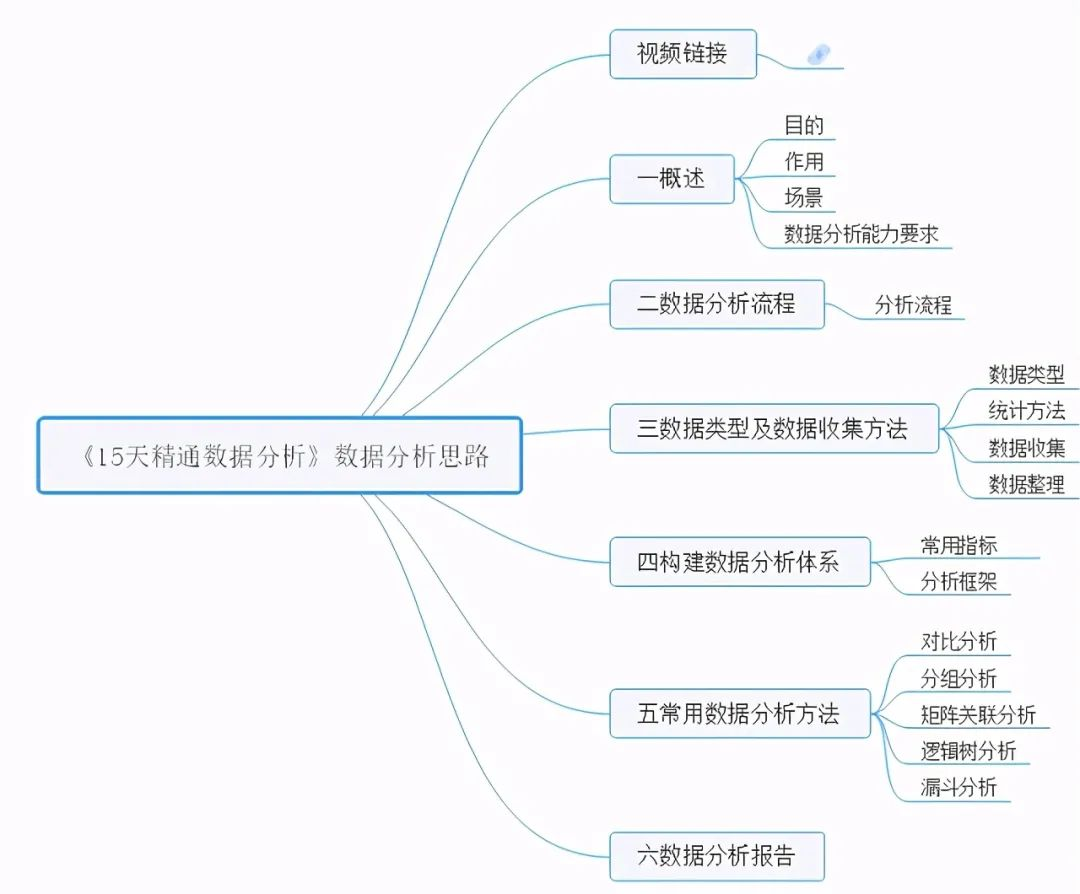 视频链接
一概述
目的
作用
场景
数据分析能力要求
二数据分析流程
分析流程
《15天精通数据分析》数据分析思路
三数据类型及数据收集方法
数据类型
统计方法
数据收集
数据整理
四构建数据分析体系
常用指标
分析框架
五常用数据分析方法
对比分析
分组分析
矩阵关联分析
逻辑树分析
漏斗分析
六数据分析报告